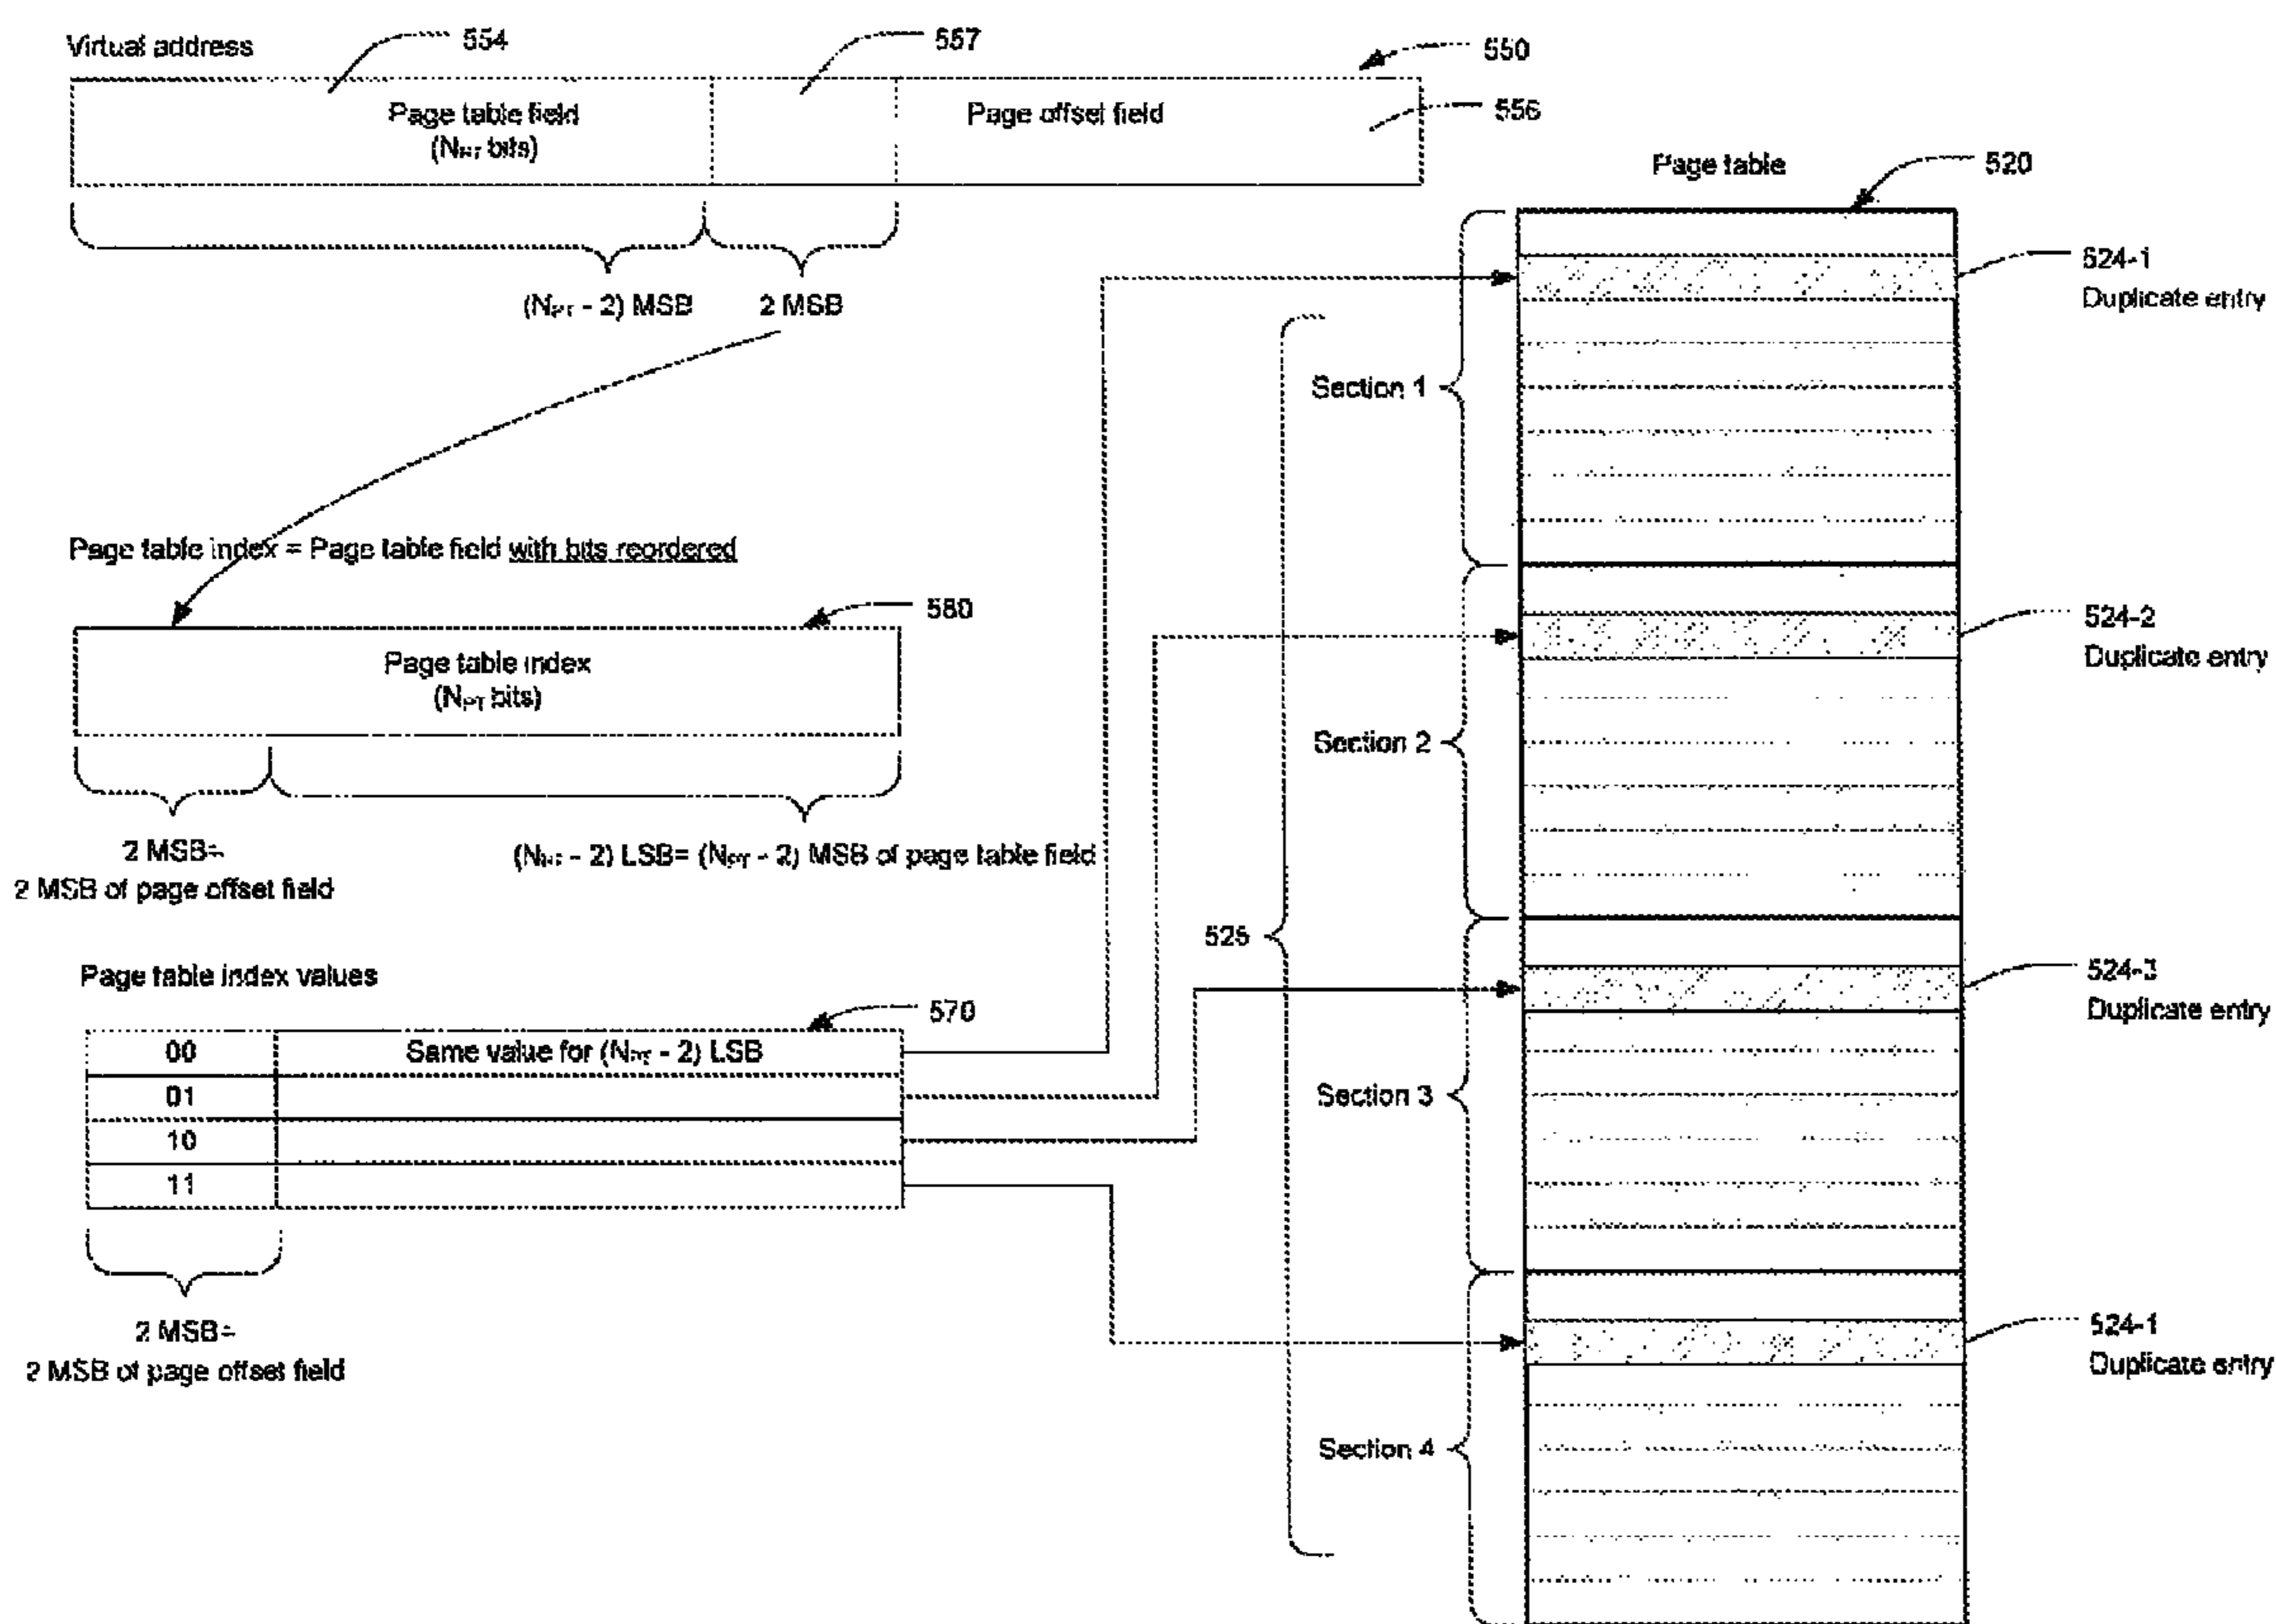 Virtual address
554
557
550
Page table field
(N bits)
Page offset field
556
(NPT - 2) MSB
2 MSB
Page table
520
524-1
Duplicate entry
Section 1
Page table index = Page table field with bits reordered
580
Page table index
(NPT bits)
524-2
Duplicate entry
Section 2
2 MSB=
2 MSB of page offset field
(N - 2) LSB= (NPT - 2) MSB of page table field
525
Page table index values
570
00
Same value for (NPT - 2) LSB
01
10
11
524-3
Duplicate entry
Section 3
2 MSB=
2 MSB of page offset field
524-1
Duplicate entry
Section 4